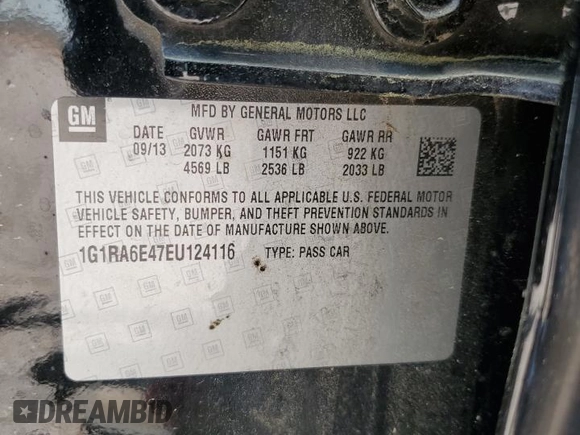 GM MFD BY GENERAL MOTORS LLC
DATE GVWR GAWR FRT GAWR RR
09/13 2073 KG 1151 KG 922 KG
4569 LB 2536 LB 2033 LB
THIS VEHICLE CONFORMS TO ALL APPLICABLE U.S. FEDERAL MOTOR
VEHICLE SAFETY, BUMPER, AND THEFT PREVENTION STANDARDS IN
EFFECT ON THE DATE OF MANUFACTURE SHOWN ABOVE.
1G1RA6E47EU124116 TYPE: PASS CAR
DREAMBID.COM